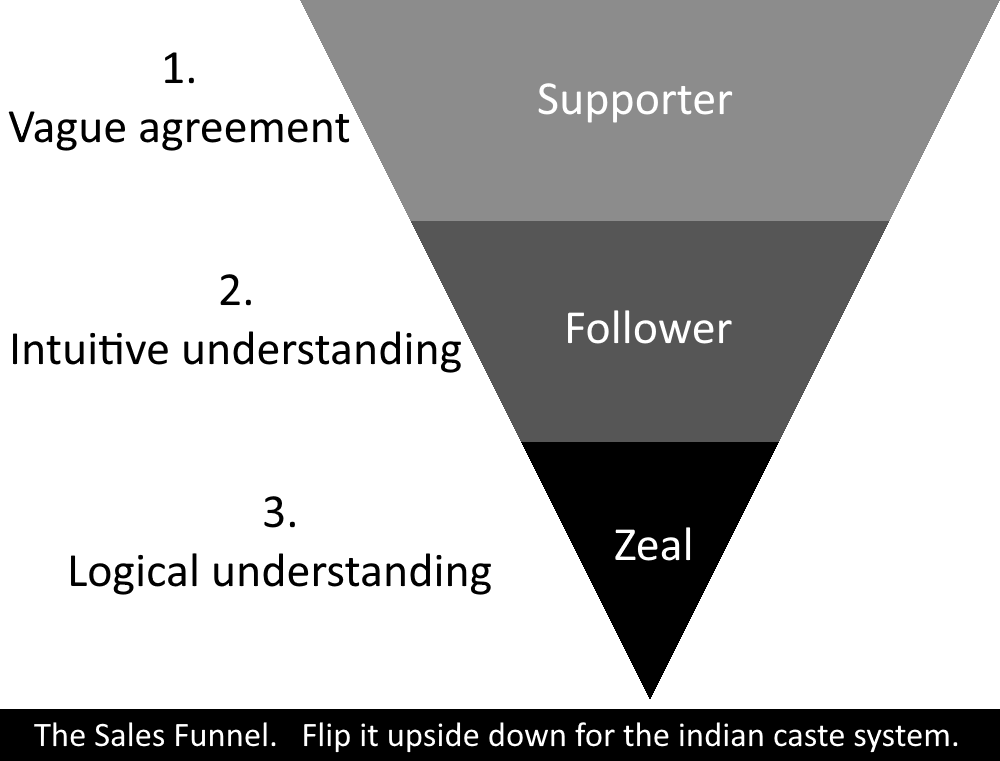 1.
Vague agreement
Supporter
2.
Intuitive understanding
Follower
3.
Logical understanding
Zeal
The Sales Funnel.   Flip it upside down for the indian caste system.